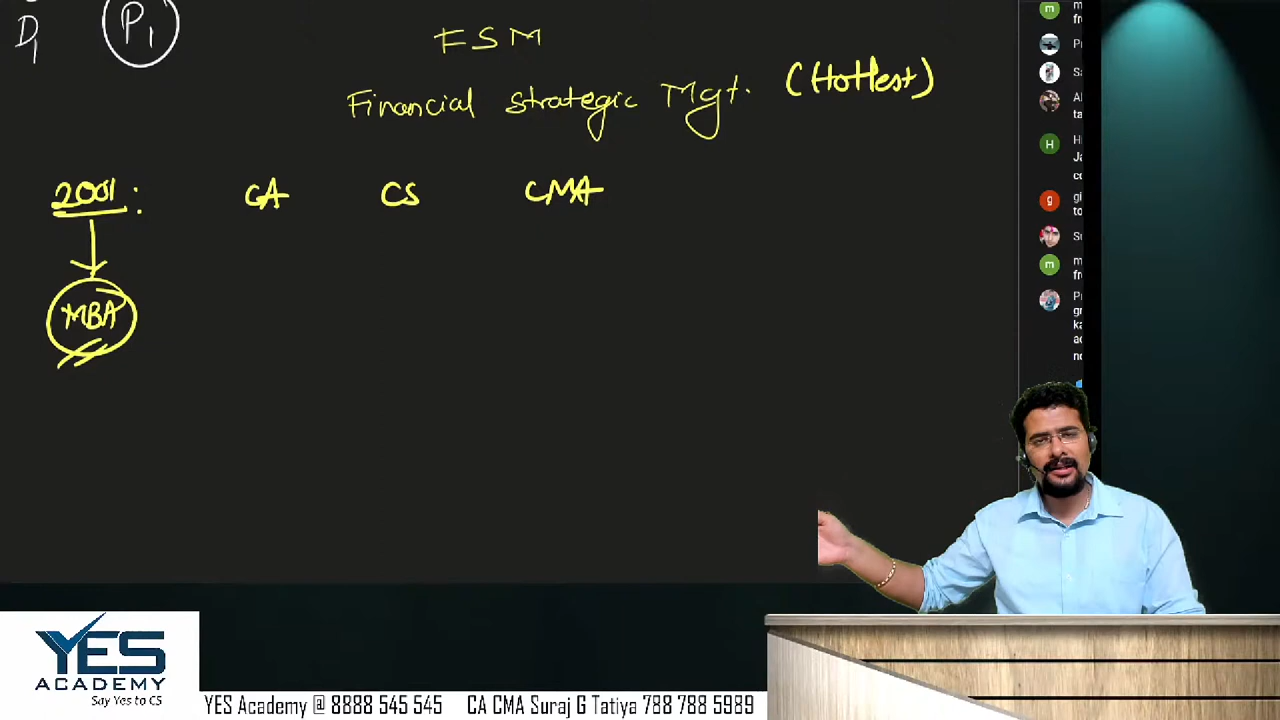 D1 P1
FSM
Financial Strategic Mgt. (Hottest)
2001: CA CS CMA
MBA
YES
ACADEMY
Say Yes to CS
YES Academy @ 8888 545 545 CA CMA Suraj G Tatiya 788 788 5989